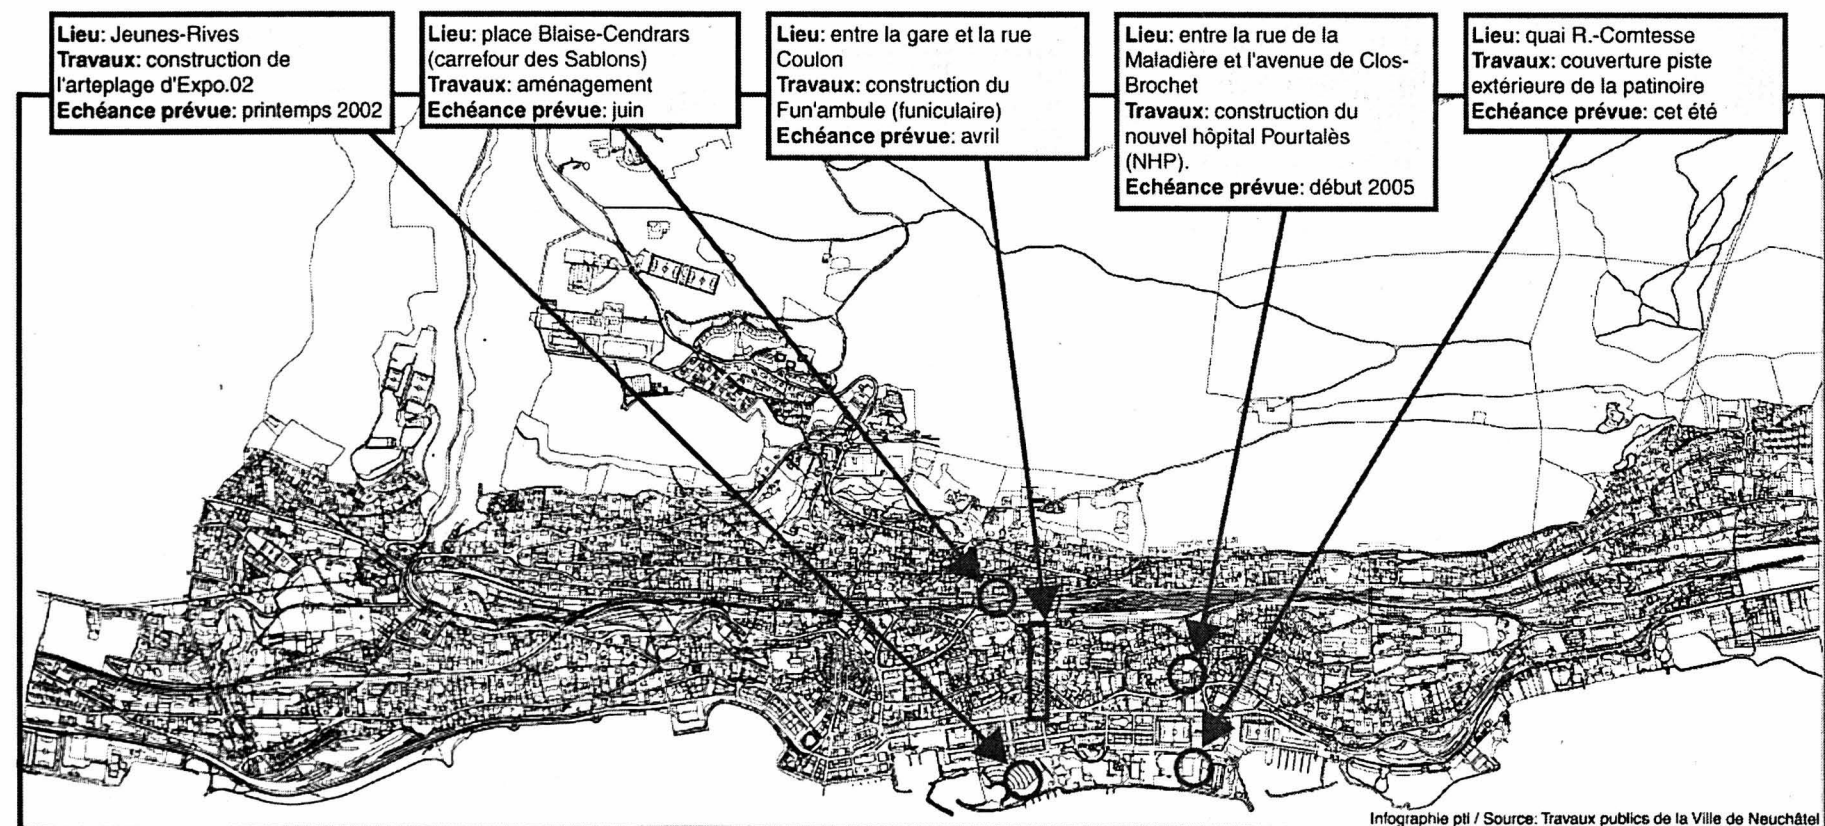 Lieu: Jeunes-Rives
Travaux: construction de
l'arteplage d'Expo.02
Echéance prévue: printemps 2002
Lieu: place Blaise-Cendrars
(carrefour des Sablons)
Travaux: aménagement
Echéance prévue: juin
Lieu: entre la gare et la rue
Coulon
Travaux: construction du
Fun'ambule (funiculaire)
Echéance prévue: avril
Lieu: entre la rue de la
Maladière et l'avenue de Clos-
Brochet
Travaux: construction du
nouvel hôpital Pourtalès
(NHP).
Echéance prévue: début 2005
Lieu: quai R.-Comtesse
Travaux: couverture piste
extérieure de la patinoire
Echéance prévue: cet été
Infographie ptl / Source: Travaux publics de la Ville de Neuchâtel